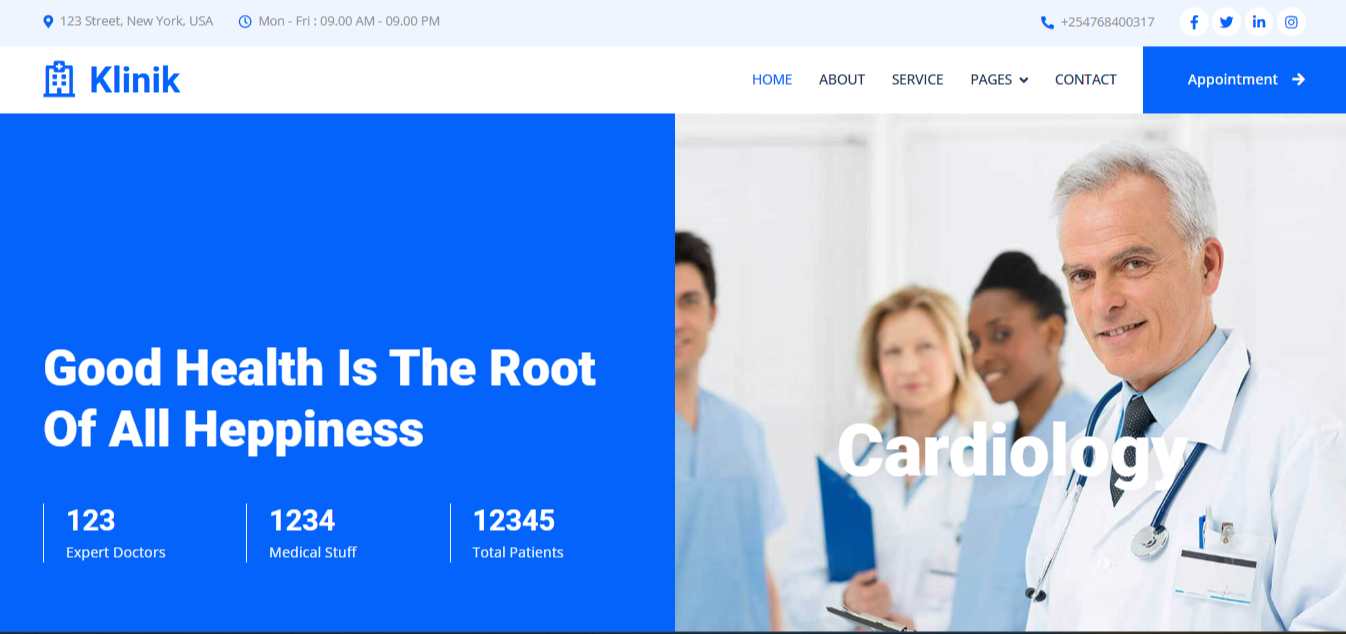 123 Street, New York, USA
Mon - Fri : 09.00 AM - 09.00 PM
+254768400317
Klinik
HOME
ABOUT
SERVICE
PAGES
CONTACT
Appointment
Good Health Is The Root
Of All Heppiness
123
Expert Doctors
1234
Medical Stuff
12345
Total Patients
Cardiology